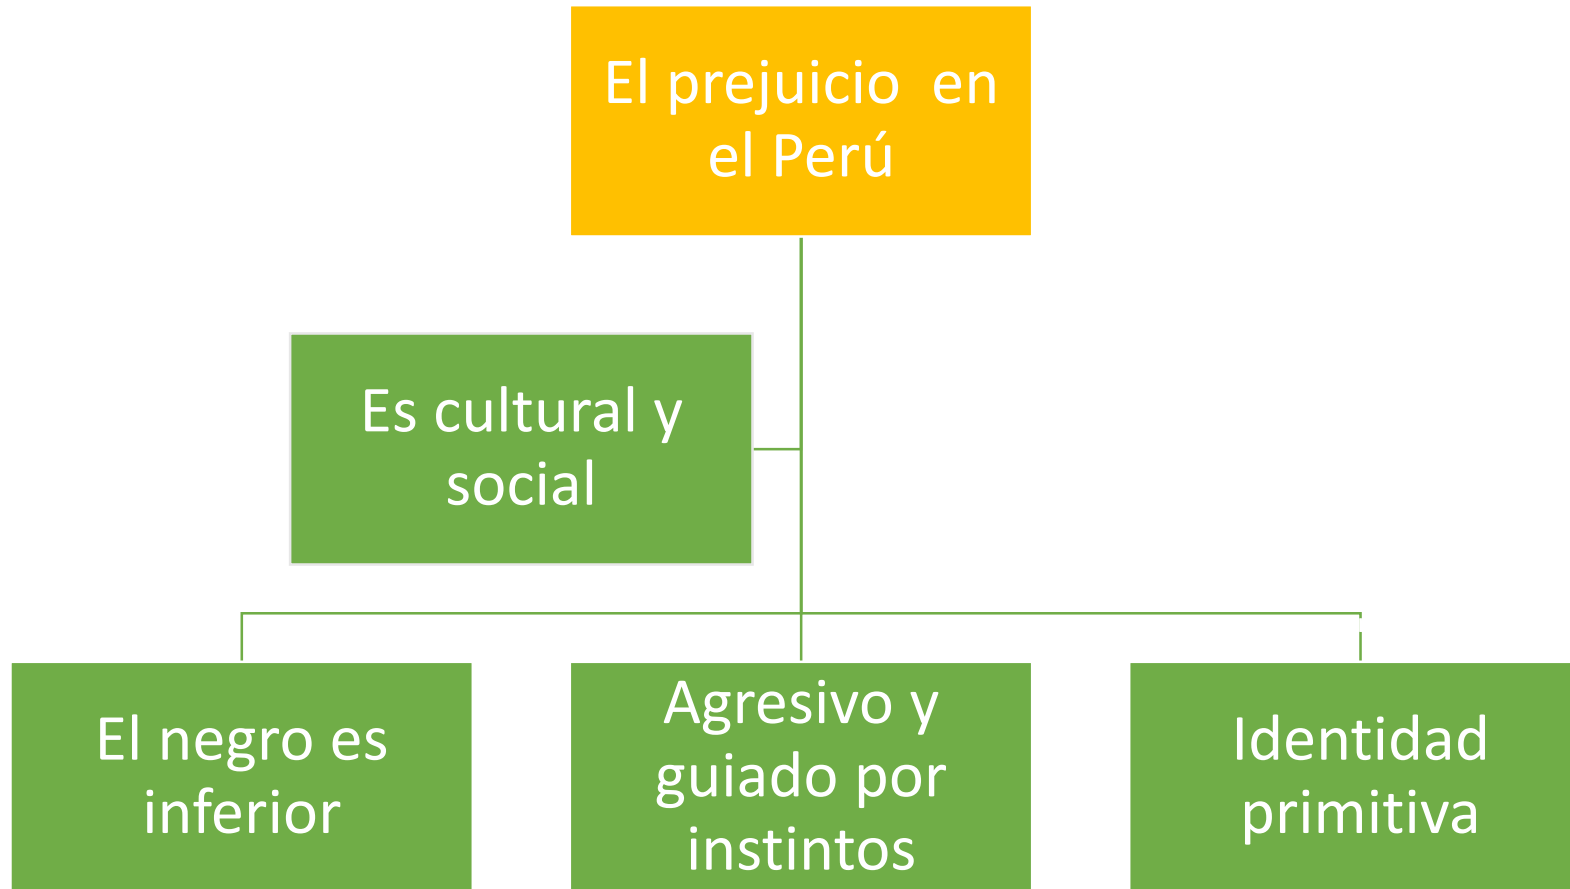 El prejuicio  en
el Perú
Es cultural y
social
El negro es
inferior
Agresivo y
guiado por
instintos
Identidad
primitiva